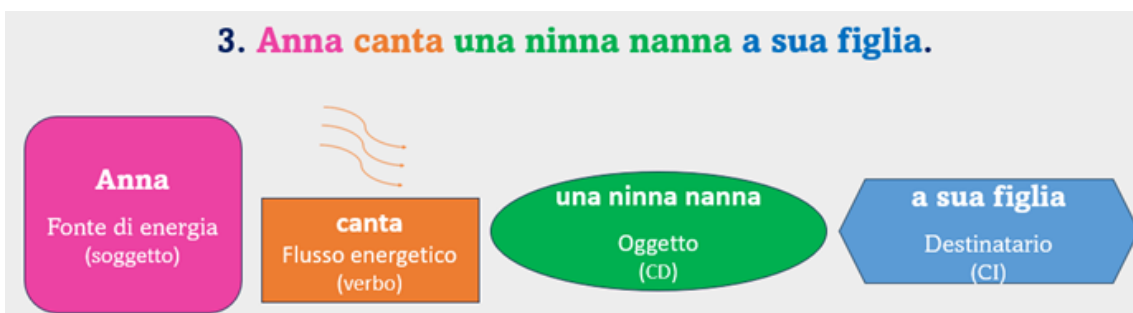 3. Anna canta una ninna nanna a sua figlia.
Anna
Fonte di energia
(soggetto)
canta
Flusso energetico
(verbo)
una ninna nanna
Oggetto
(CD)
a sua figlia
Destinatario
(CI)